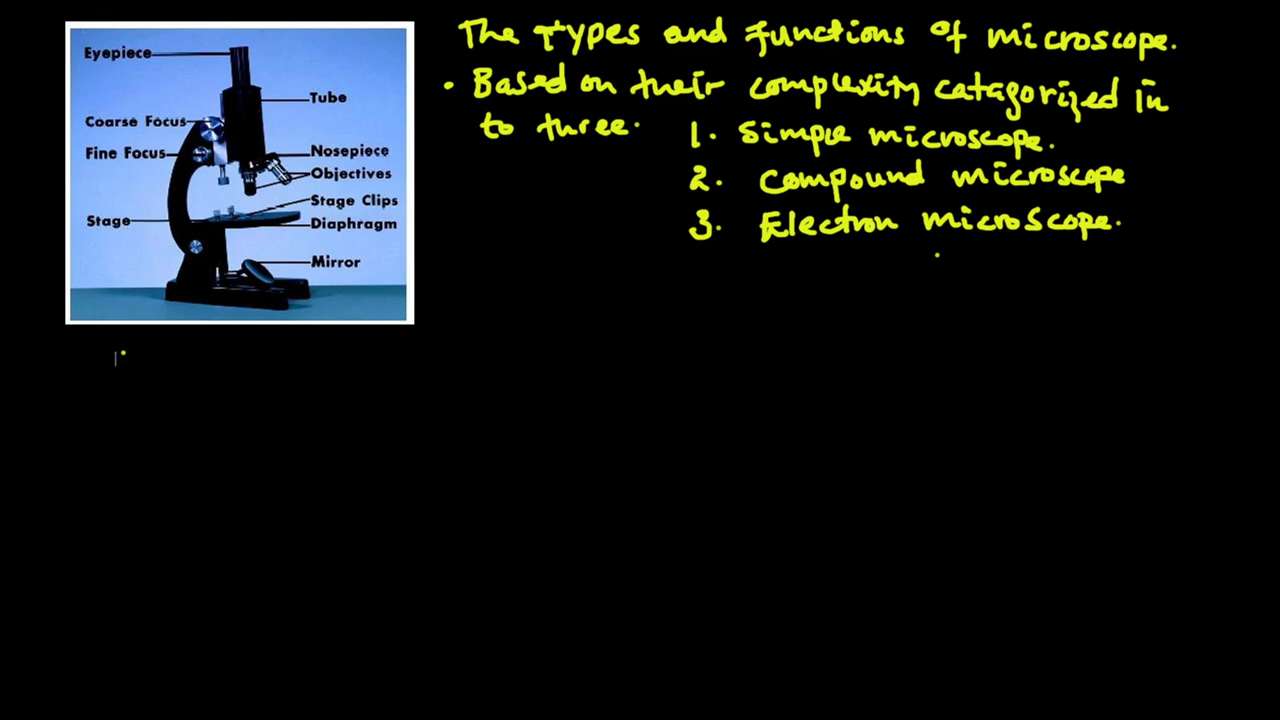 The types and functions of microscope.
• Based on their complexity catagorized in
to three.
1. Simple microscope.
2. compound microscope
3. Electron microscope.
Eyepiece
Tube
Coarse Focus
Fine Focus
Nosepiece
Objectives
Stage Clips
Stage
Diaphragm
Mirror